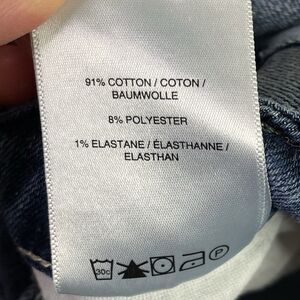 91% COTTON / COTON /
BAUMWOLLE
8% POLYESTER
1% ELASTANE / ÉLASTHANNE /
ELASTHAN
30c
P